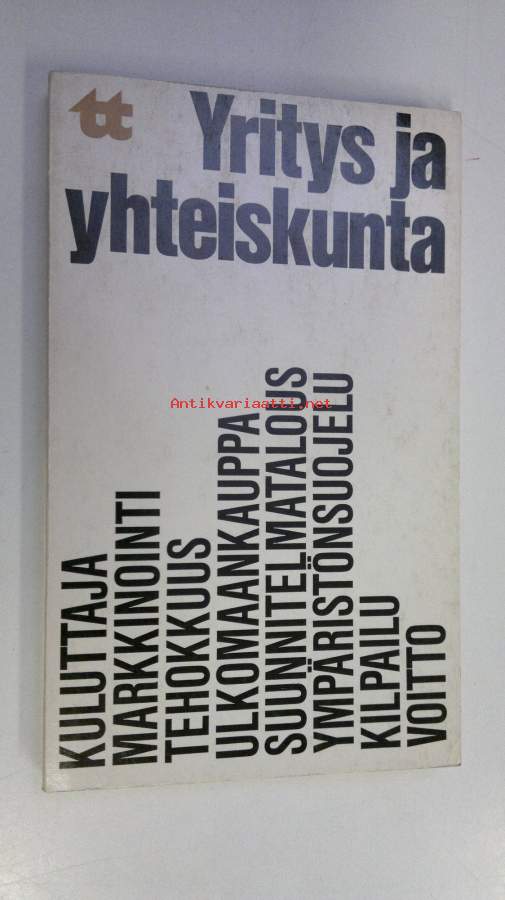 tt
Yritys ja
yhteiskunta
Antikvariaatti.net
KULUTTAJA
MARKKINOINTI
TEHOKKUUS
ULKOMAANKAUPPA
SUUNNITELMATALOUS
YMPÄRISTÖNSUOJELU
KILPAILU
VOITTO